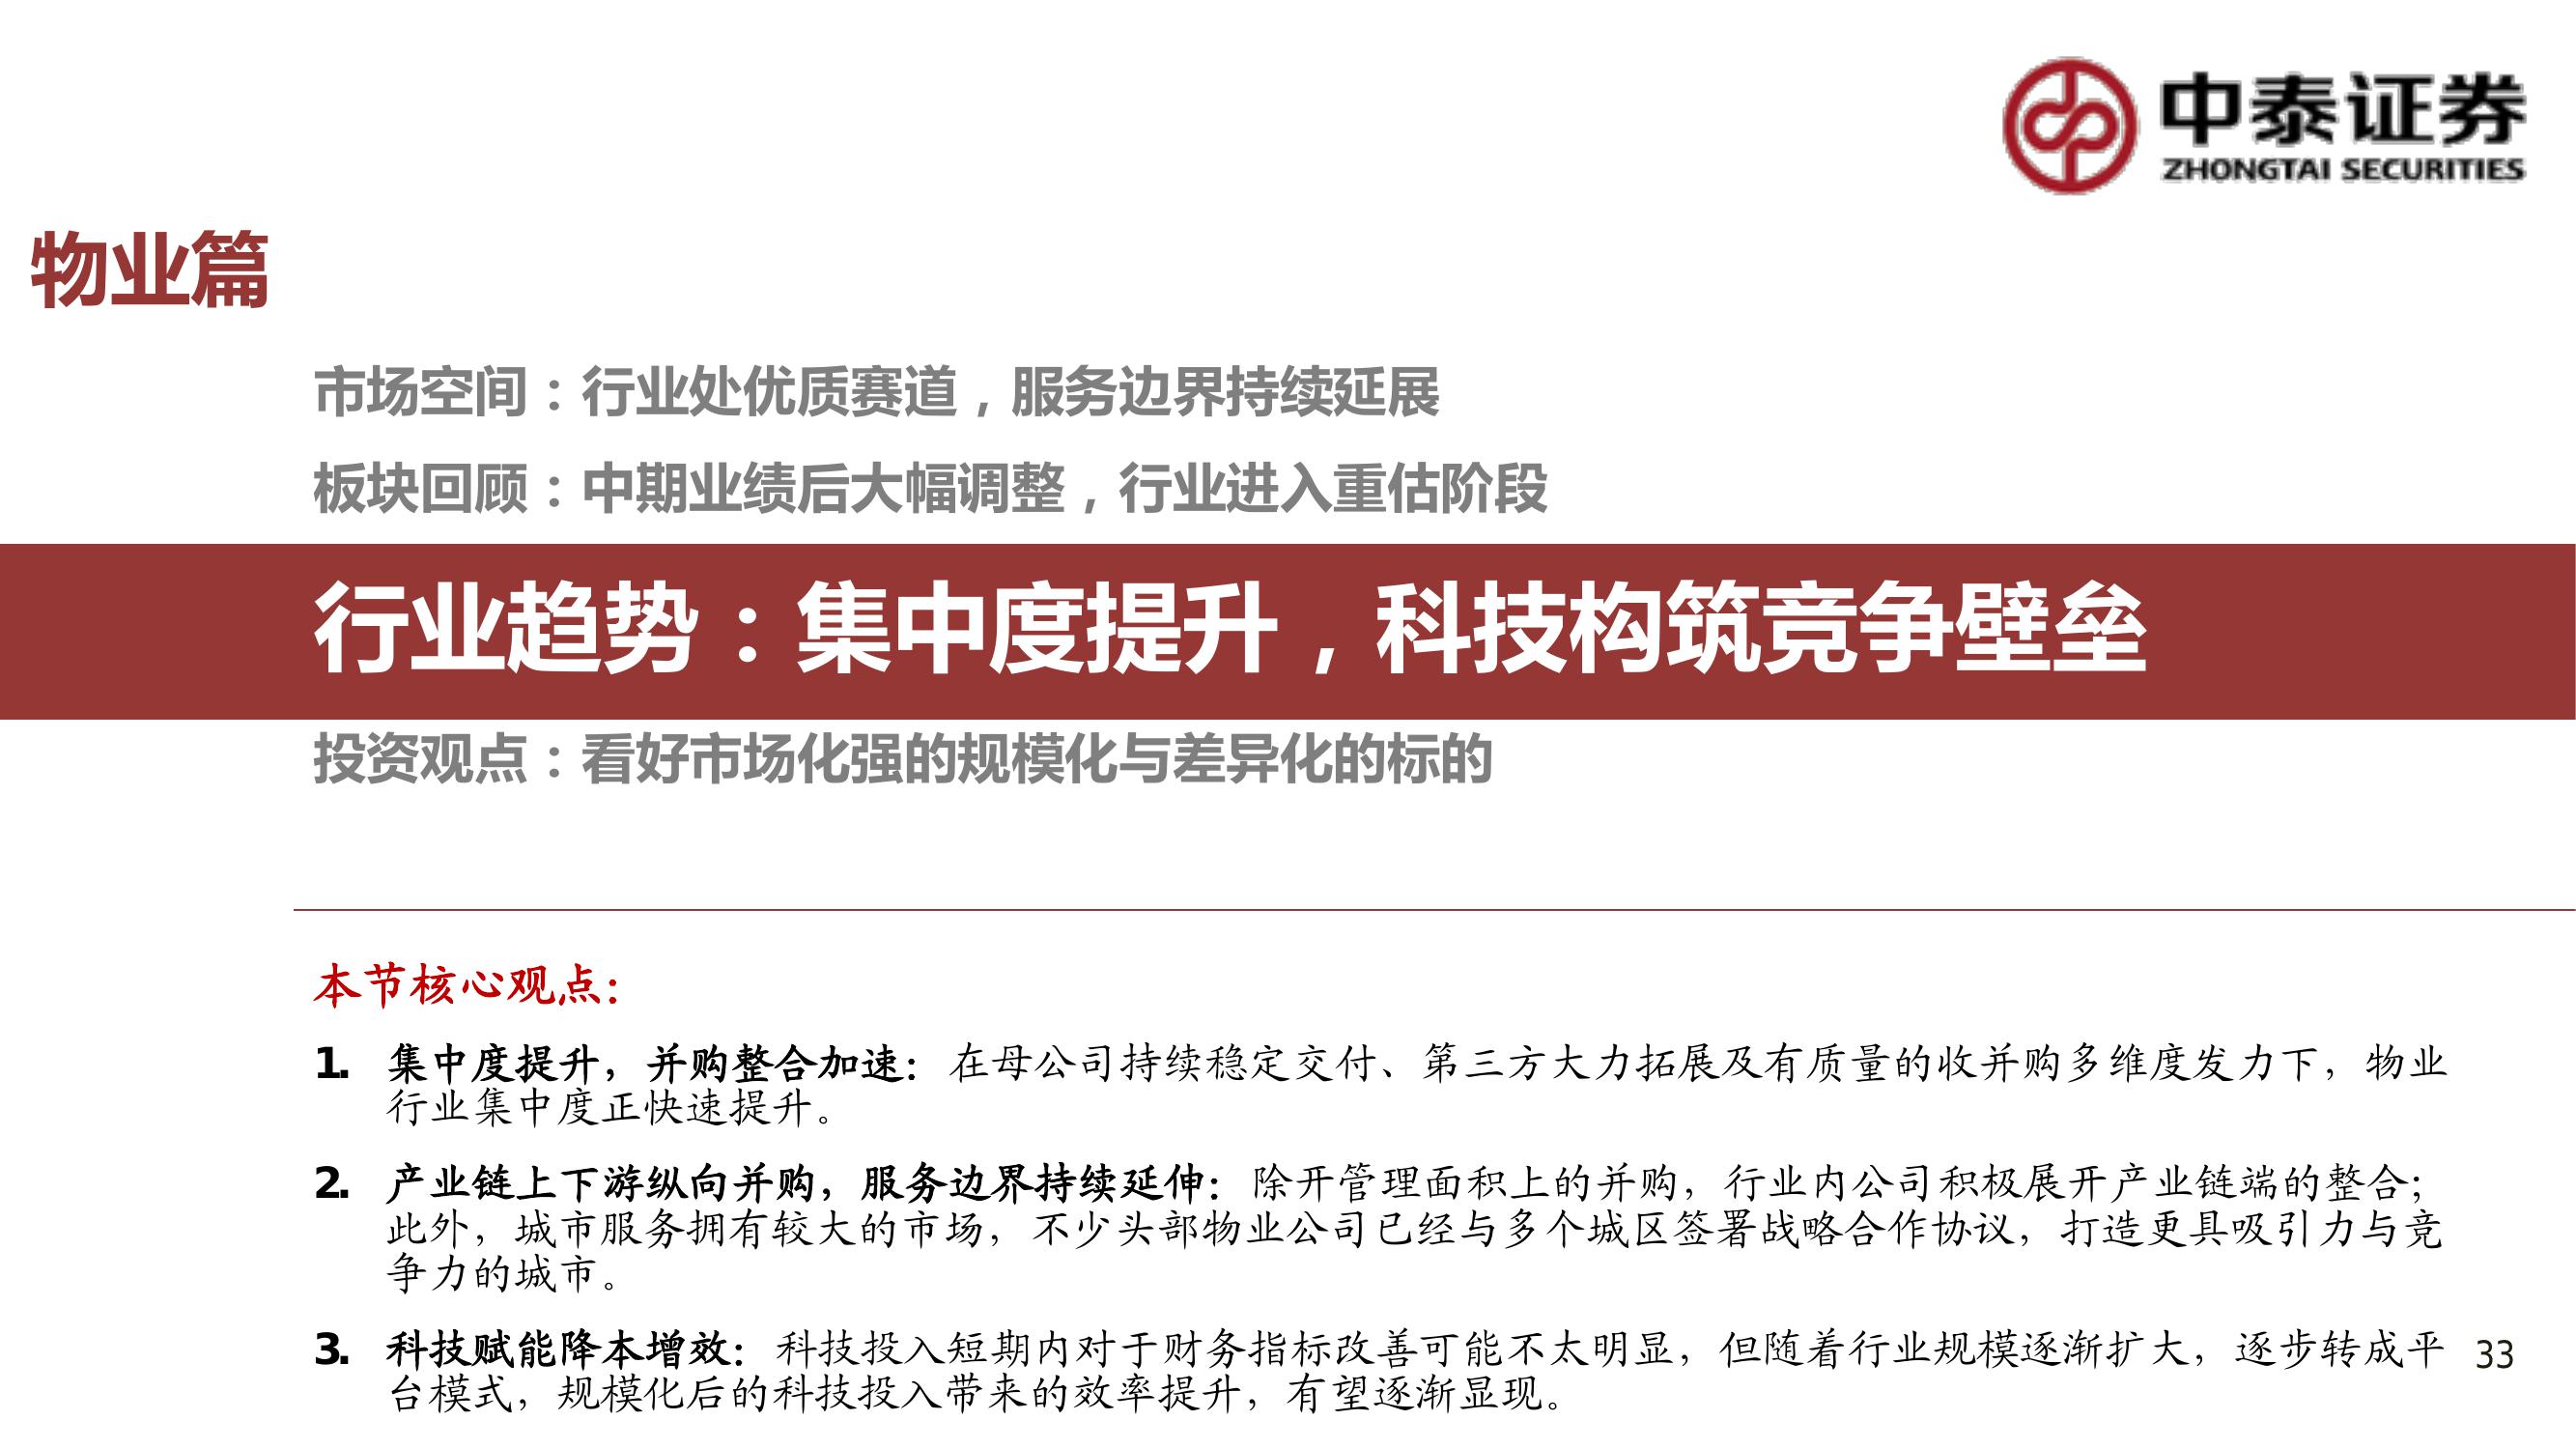 中泰证券
ZHONGTAI SECURITIES
物业篇
市场空间：行业处优质赛道，服务边界持续延展
板块回顾：中期业绩后大幅调整，行业进入重估阶段
行业趋势：集中度提升，科技构筑竞争壁垒
投资观点：看好市场化强的规模化与差异化的标的
本节核心观点：
1. 集中度提升，并购整合加速：在母公司持续稳定交付、第三方大力拓展及有质量的收并购多维度发力下，物业
行业集中度正快速提升。
2. 产业链上下游纵向并购，服务边界持续延伸：除开管理面积上的并购，行业内公司积极展开产业链端的整合；
此外，城市服务拥有较大的市场，不少头部物业公司已经与多个城区签署战略合作协议，打造更具吸引力与竞
争力的城市。
3. 科技赋能降本增效：科技投入短期内对于财务指标改善可能不太明显，但随着行业规模逐渐扩大，逐步转成平
台模式，规模化后的科技投入带来的效率提升，有望逐渐显现。
33